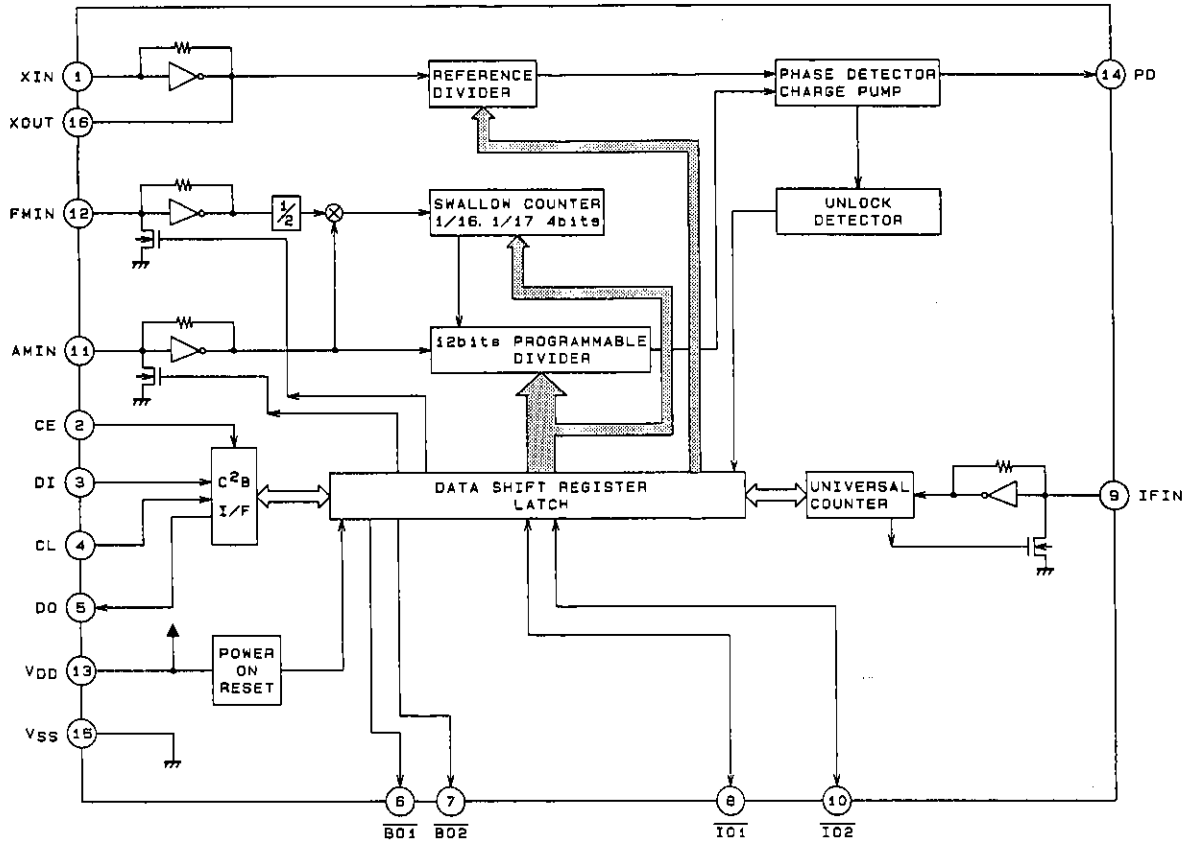 XIN 1
REFERENCE
DIVIDER
PHASE DETECTOR
CHARGE PUMP
14 PD
XOUT 16
FMIN 12
1/2
SWALLOW COUNTER
1/16, 1/17 4bits
UNLOCK
DETECTOR
AMIN 11
12bits PROGRAMMABLE
DIVIDER
CE 2
DI 3
C²B
I/F
DATA SHIFT REGISTER
LATCH
UNIVERSAL
COUNTER
9 IFIN
CL 4
DO 5
VDD 13
POWER
ON
RESET
VSS 15
6 7 8 10
BO1 BO2 IO1 IO2